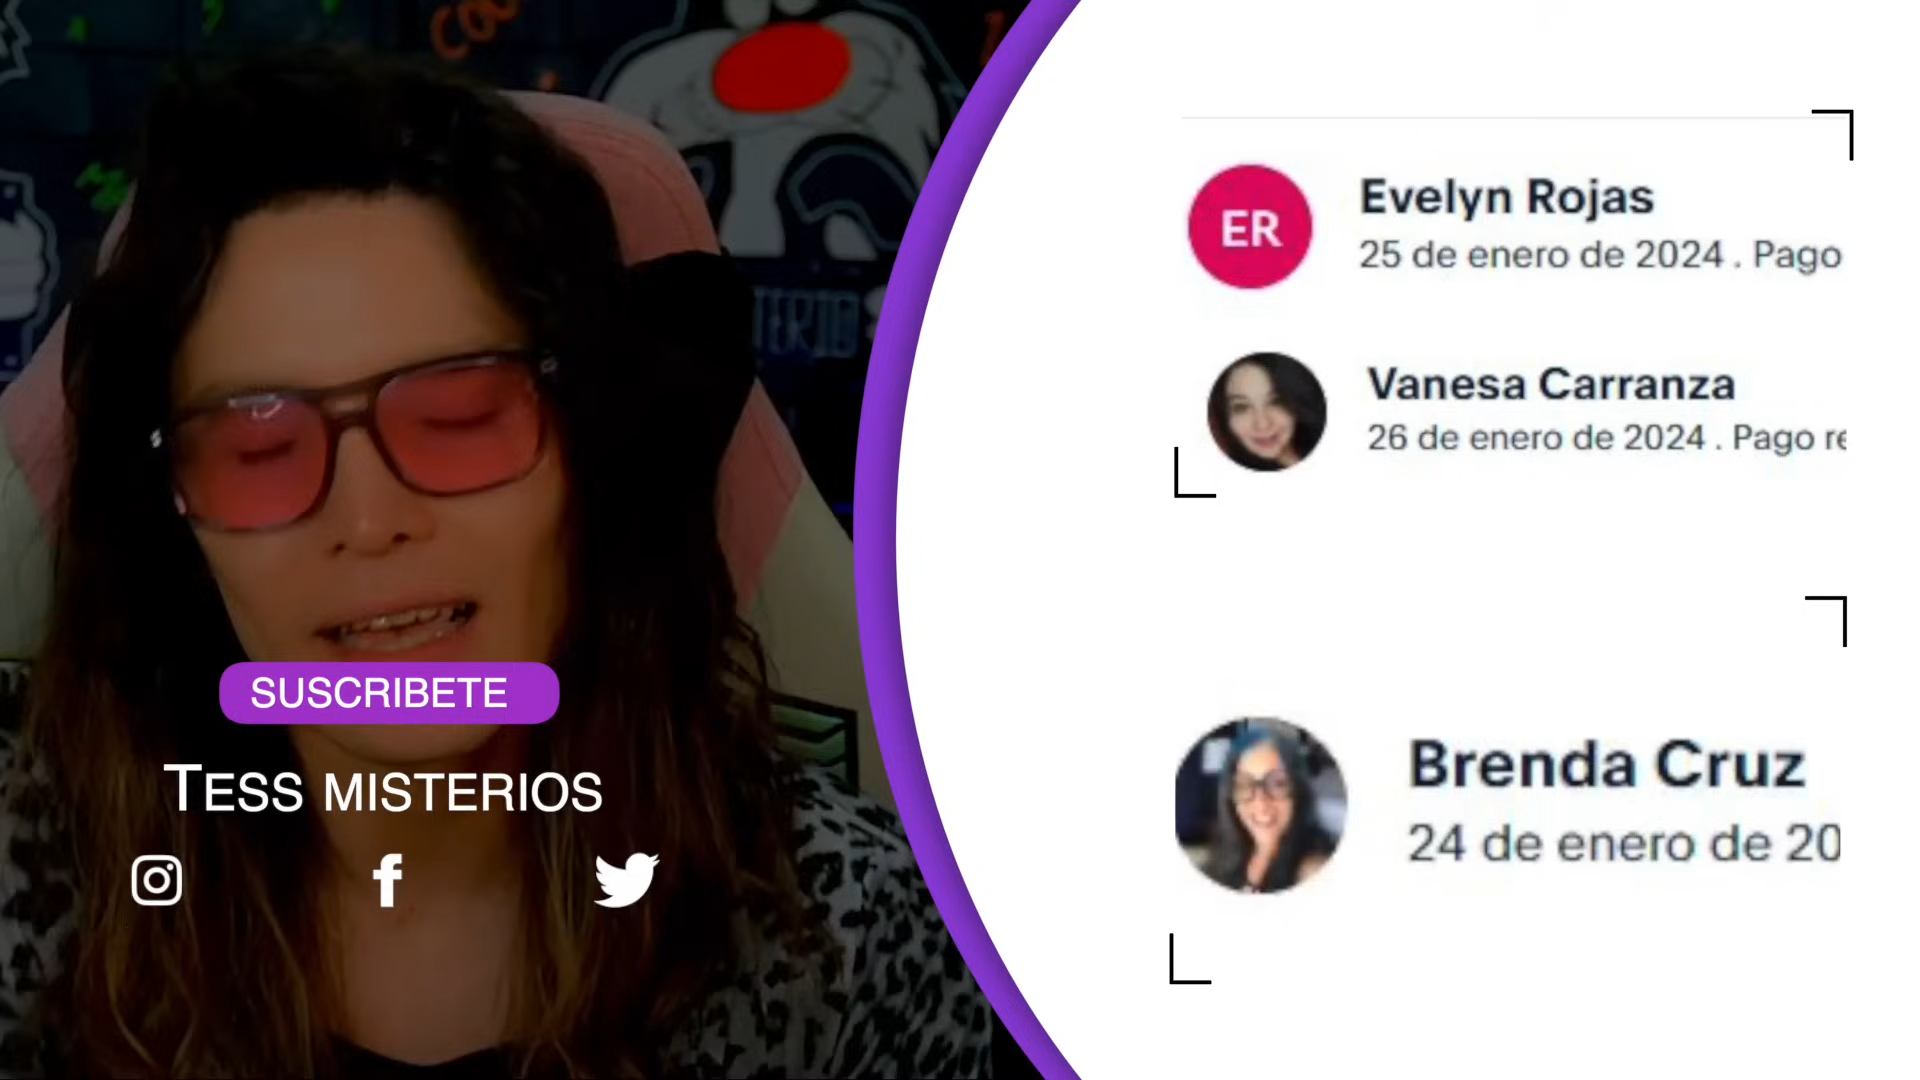 SUSCRIBETE
TESS MISTERIOS
ER
Evelyn Rojas
25 de enero de 2024 . Pago
Vanesa Carranza
26 de enero de 2024 . Pago re
Brenda Cruz
24 de enero de 20